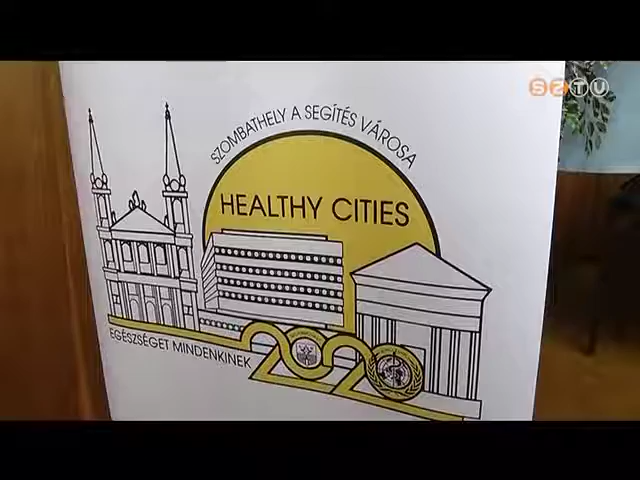 SZTV
SZOMBATHELY A SEGÍTÉS VÁROSA
HEALTHY CITIES
EGÉSZSÉGET MINDENKINEK
2020